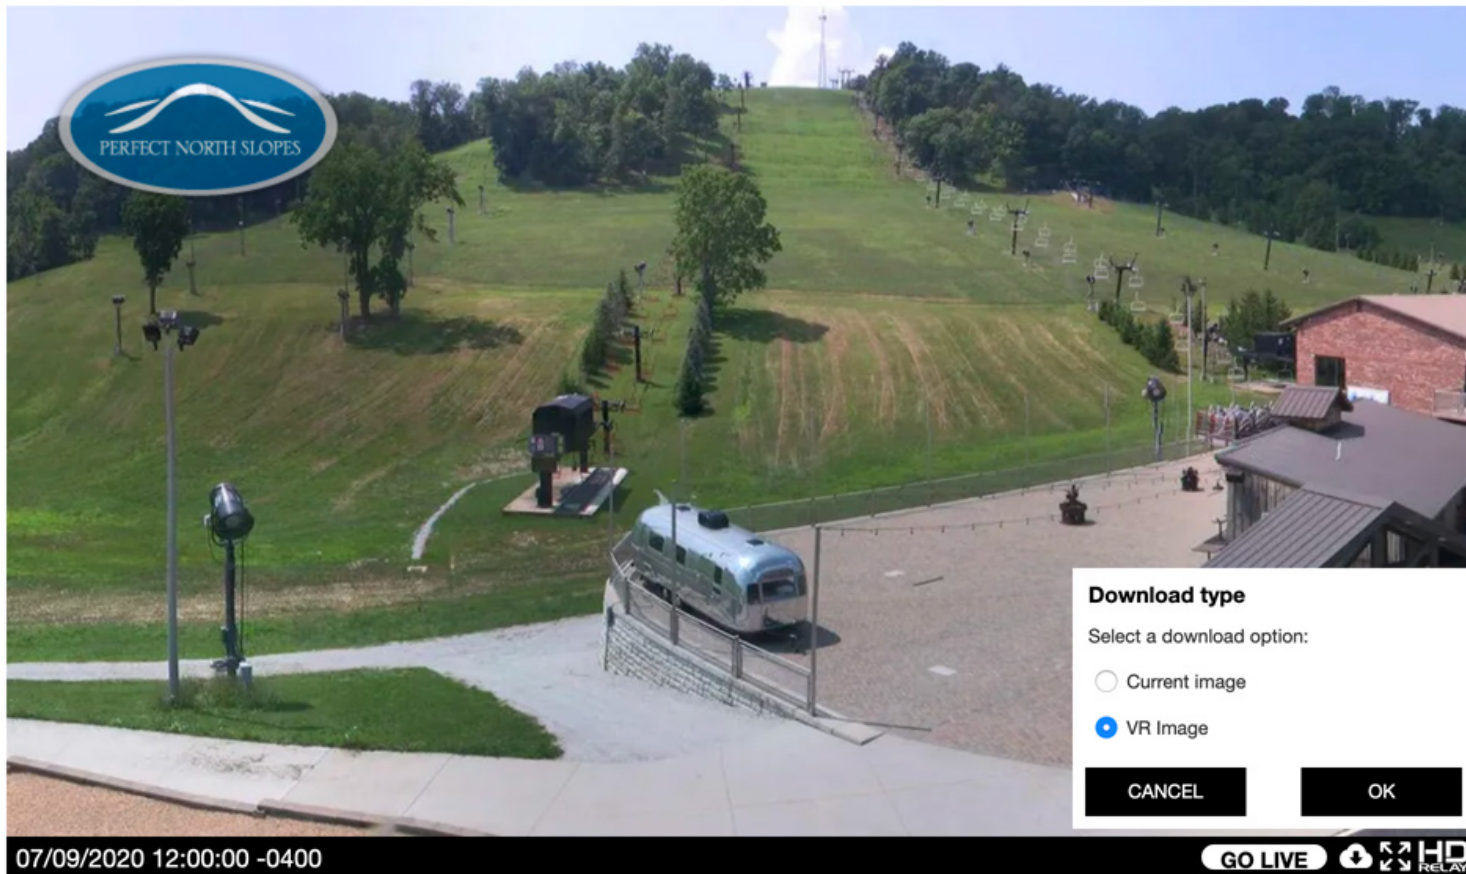 PERFECT NORTH SLOPES
Download type
Select a download option:
Current image
VR Image
CANCEL
OK
07/09/2020 12:00:00 -0400
GO LIVE
HD
RELAY